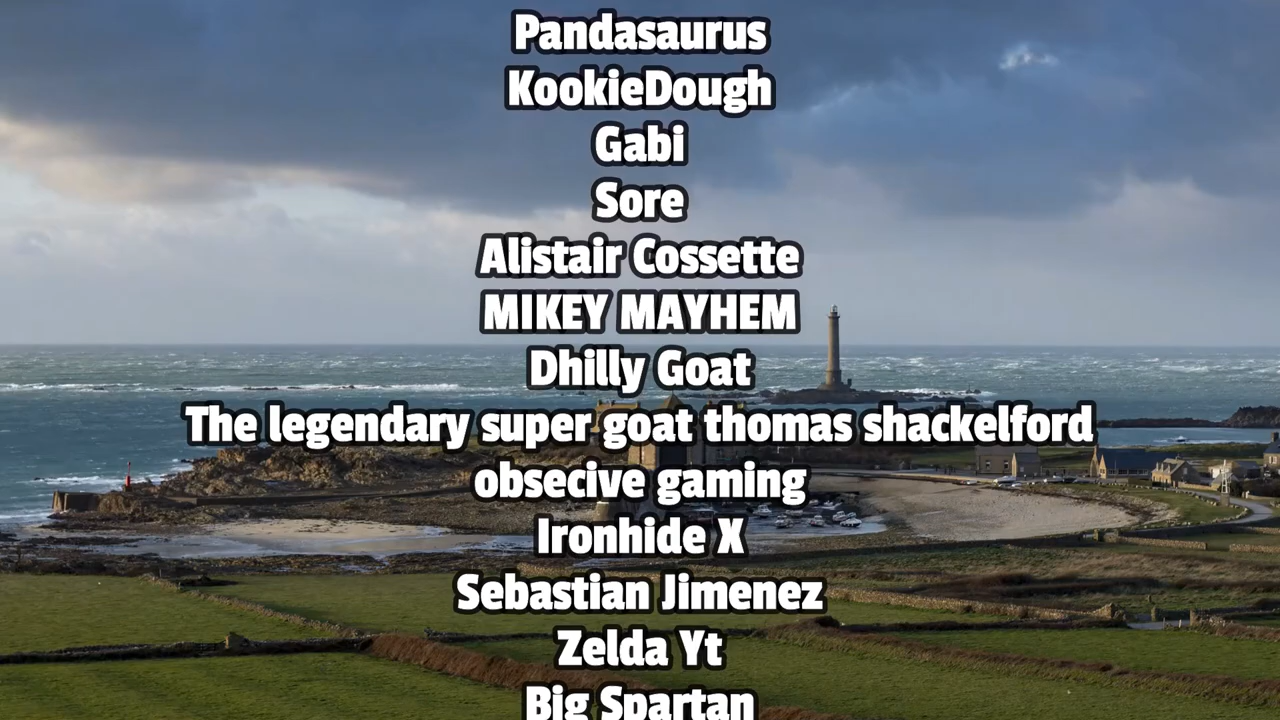 Pandasaurus
KookieDough
Gabi
Sore
Alistair Cossette
MIKEY MAYHEM
Dhilly Goat
The legendary super goat thomas shackelford
obsecive gaming
Ironhide X
Sebastian Jimenez
Zelda Yt
Big Spartan